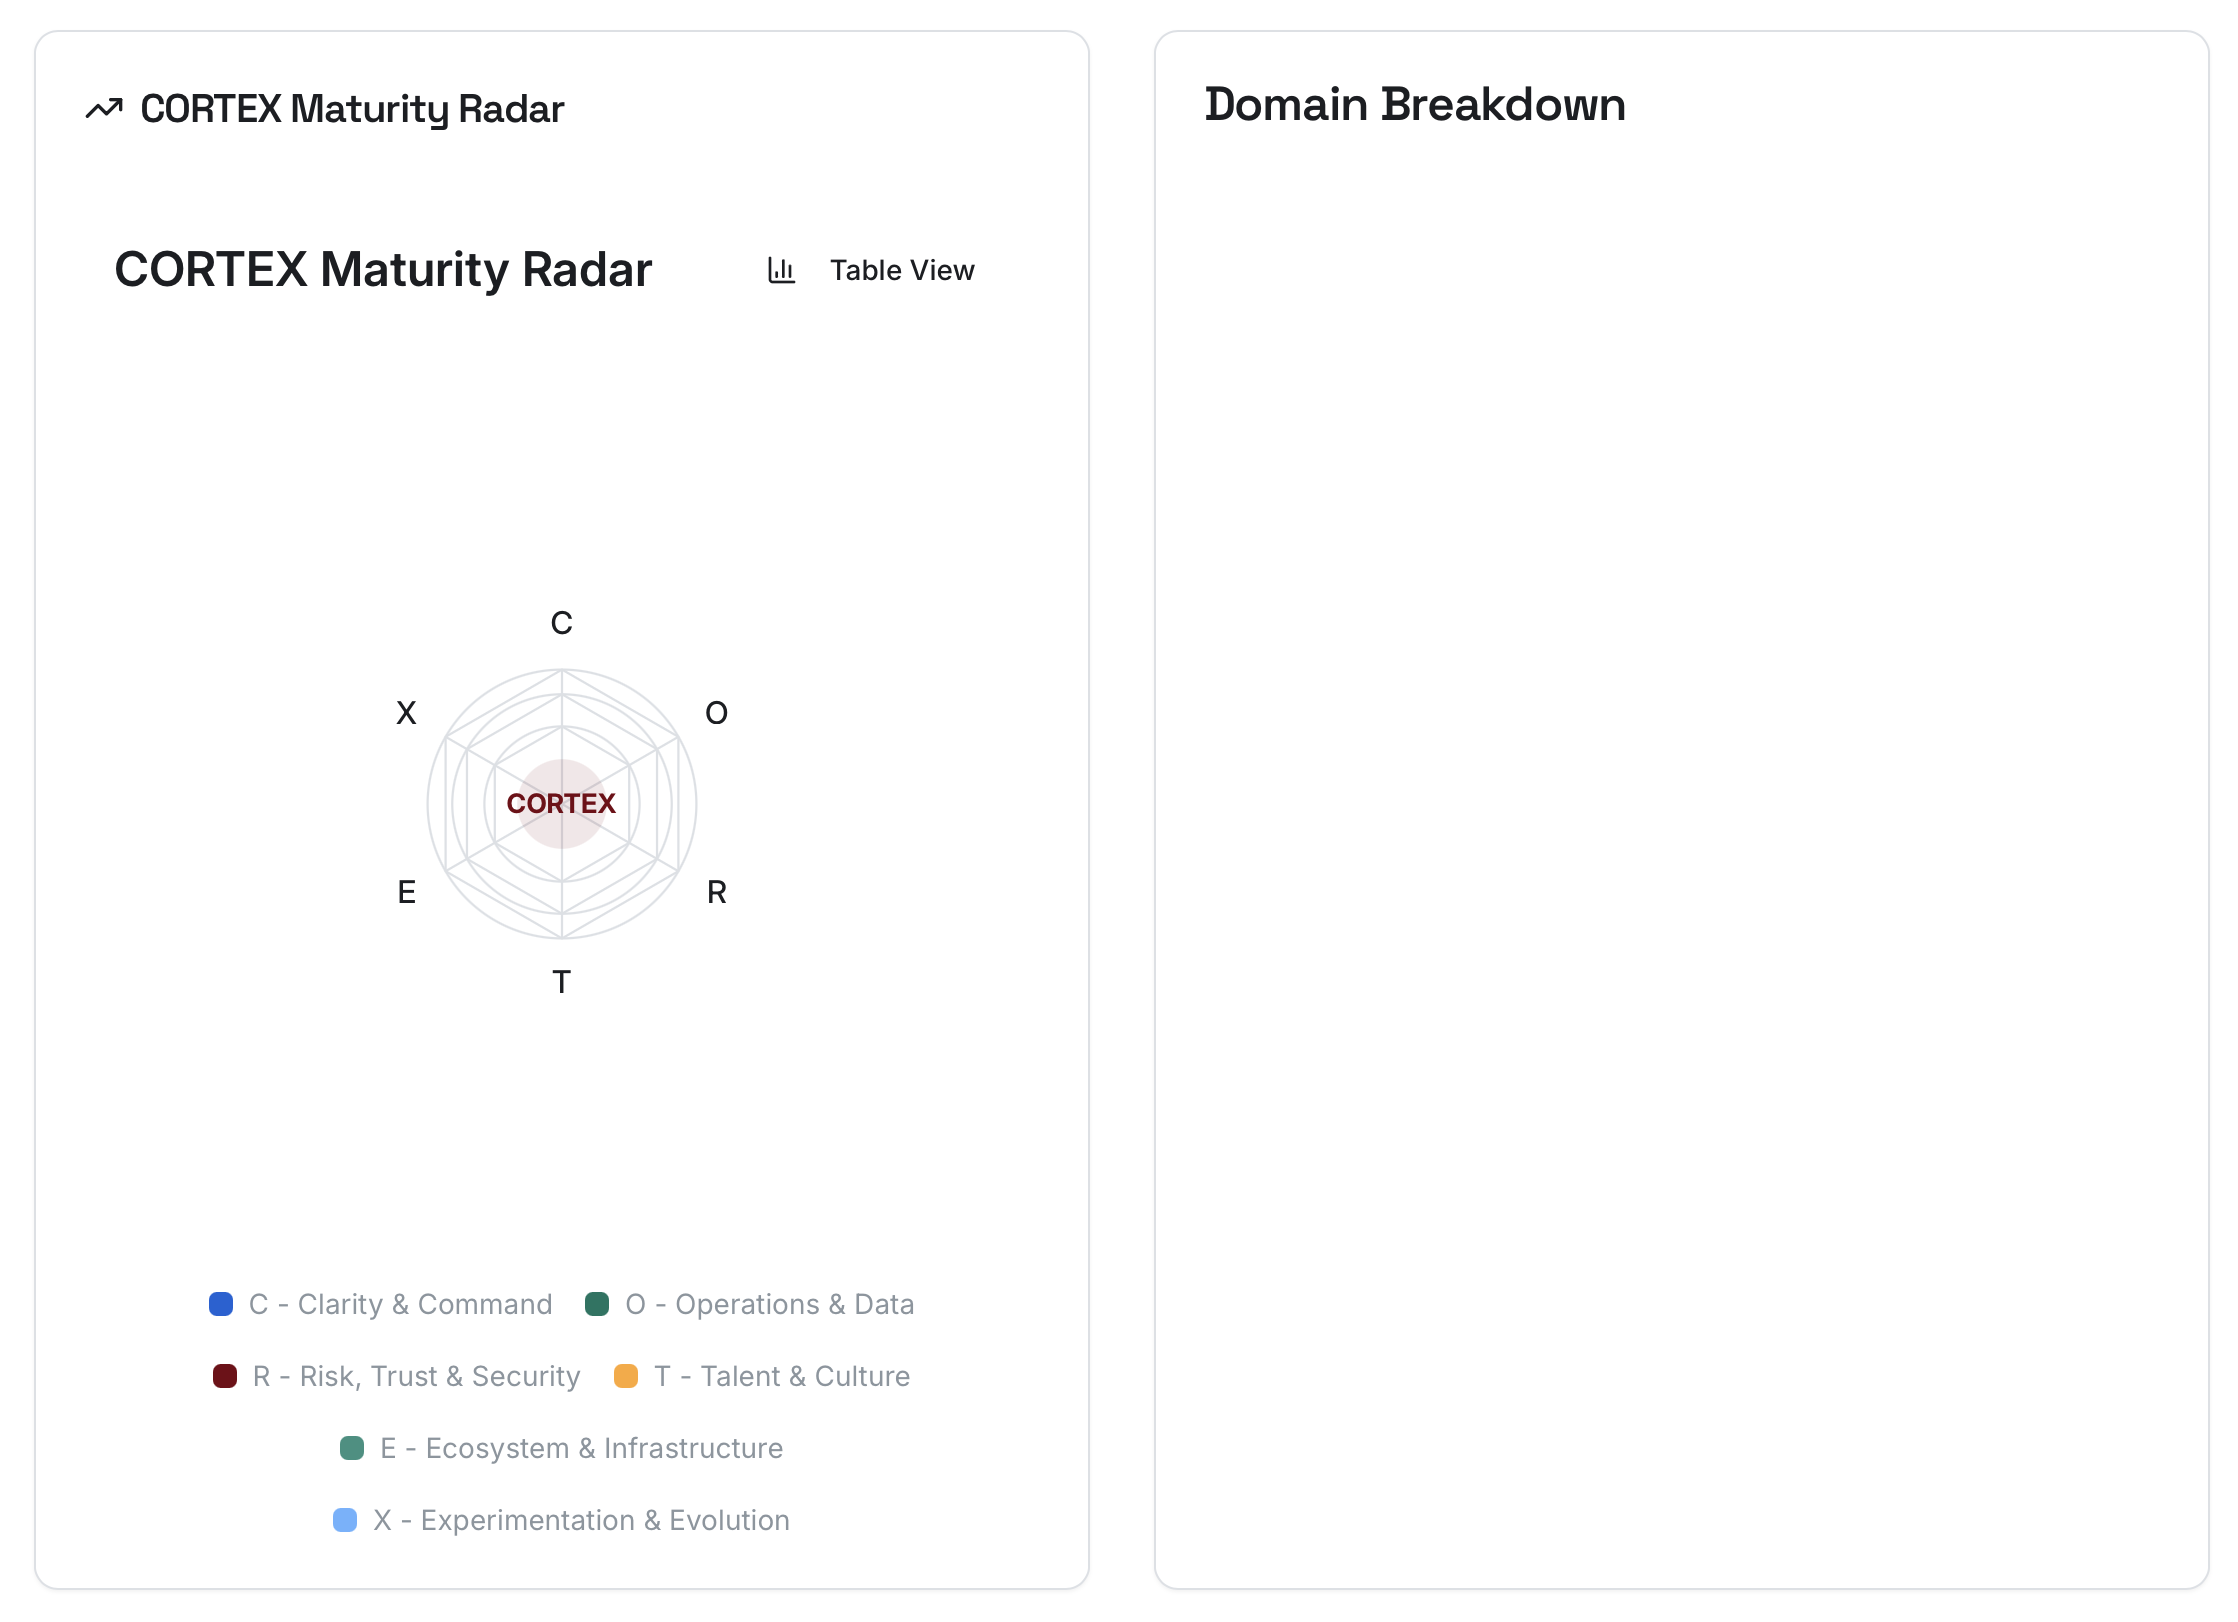 CORTEX Maturity Radar
CORTEX Maturity Radar
Table View
C
X
O
CORTEX
E
R
T
C - Clarity & Command
O - Operations & Data
R - Risk, Trust & Security
T - Talent & Culture
E - Ecosystem & Infrastructure
X - Experimentation & Evolution
Domain Breakdown